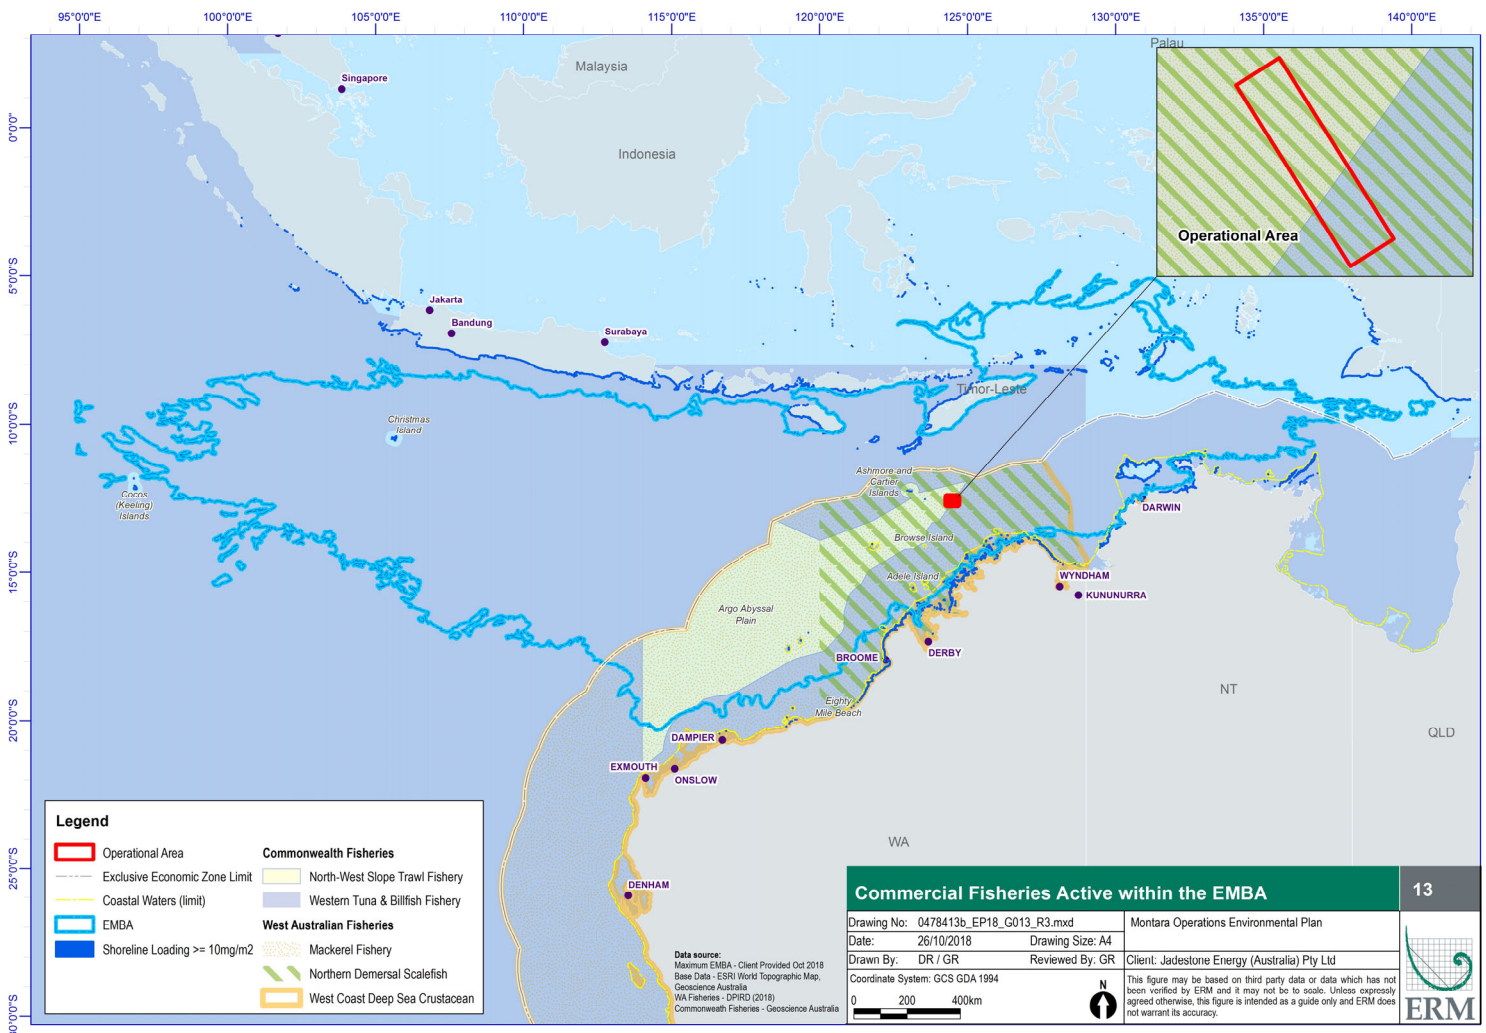 95°0'0"E
100°0'0"E
105°0'0"E
110°0'0"E
115°0'0"E
120°0'0"E
125°0'0"E
130°0'0"E
135°0'0"E
140°0'0"E
0°0'0"
5°0'0"S
10°0'0"S
15°0'0"S
20°0'0"S
25°0'0"S
Palau
Malaysia
Singapore
Indonesia
Operational Area
Jakarta
Bandung
Surabaya
Timor-Leste
Christmas
Island
Cocos
(Keeling)
Islands
Ashmore and
Cartier
Islands
Browse Island
Adele Island
Argo Abyssal
Plain
Eighty
Mile Beach
DARWIN
WYNDHAM
KUNUNURRA
DERBY
BROOME
DAMPIER
EXMOUTH
ONSLOW
DENHAM
NT
QLD
WA
Legend
Operational Area
Exclusive Economic Zone Limit
Coastal Waters (limit)
EMBA
Shoreline Loading >= 10mg/m2
Commonwealth Fisheries
North-West Slope Trawl Fishery
Western Tuna & Billfish Fishery
West Australian Fisheries
Mackerel Fishery
Northern Demersal Scalefish
West Coast Deep Sea Crustacean
Data source:
Maximum EMBA - Client Provided Oct 2018
Base Data - ESRI World Topographic Map,
Geoscience Australia
WA Fisheries - DPIRD (2018)
Commonwealth Fisheries - Geoscience Australia
Commercial Fisheries Active within the EMBA
13
Drawing No: 0478413b_EP18_G013_R3.mxd
Date: 26/10/2018 Drawing Size: A4
Drawn By: DR / GR Reviewed By: GR
Coordinate System: GCS GDA 1994
0 200 400km
N
Montara Operations Environmental Plan
Client: Jadestone Energy (Australia) Pty Ltd
This figure may be based on third party data or data which has not
been verified by ERM and it may not be to scale. Unless expressly
agreed otherwise, this figure is intended as a guide only and ERM does
not warrant its accuracy.
ERM